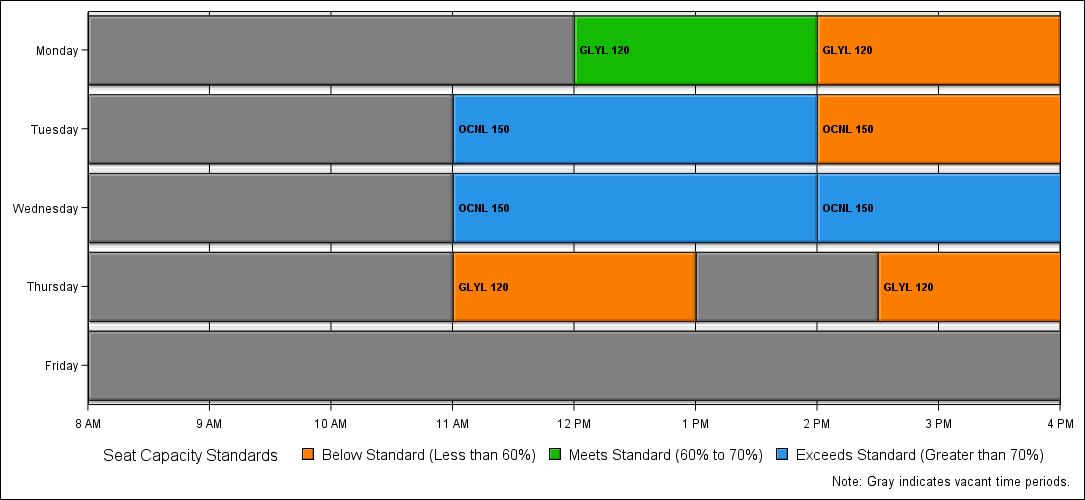 Monday GLYL 120 GLYL 120
Tuesday OCNL 150 OCNL 150
Wednesday OCNL 150 OCNL 150
Thursday GLYL 120 GLYL 120
Friday
8 AM 9 AM 10 AM 11 AM 12 PM 1 PM 2 PM 3 PM 4 PM
Seat Capacity Standards Below Standard (Less than 60%) Meets Standard (60% to 70%) Exceeds Standard (Greater than 70%)
Note: Gray indicates vacant time periods.